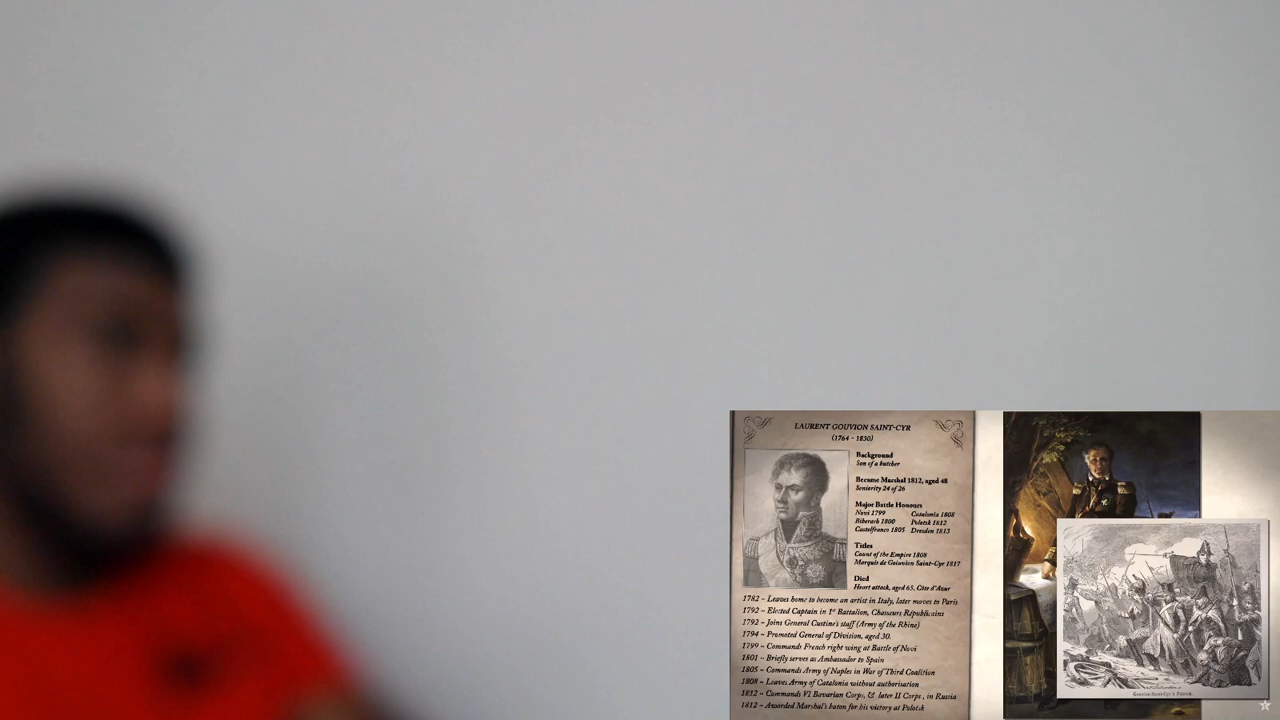 LAURENT GOUVION SAINT-CYR
(1764 - 1830)
Background
Son of a butcher
Became Marshal 1812, aged 48
Seniority 24 of 26
Major Battle Honours
Novi 1799 Catalonia 1808
Biberach 1800 Polotsk 1812
Castelfranco 1805 Dresden 1813
Titles
Count of the Empire 1808
Marquis de Gouvion Saint-Cyr 1817
Died
Heart attack, aged 65, Côte d'Azur
1782 ~ Leaves home to become an artist in Italy, later moves to Paris
1792 ~ Elected Captain in 1st Battalion, Chasseurs Républicains
1792 ~ Joins General Custine's staff (Army of the Rhine)
1794 ~ Promoted General of Division, aged 30.
1799 ~ Commands French right wing at Battle of Novi
1801 ~ Briefly serves as Ambassador to Spain
1805 ~ Commands Army of Naples in War of Third Coalition
1808 ~ Leaves Army of Catalonia without authorisation
1812 ~ Commands VI Bavarian Corps, & later II Corps, in Russia
1812 ~ Awarded Marshal's baton for his victory at Polotsk
Gouvion-Saint-Cyr à Polotsk.